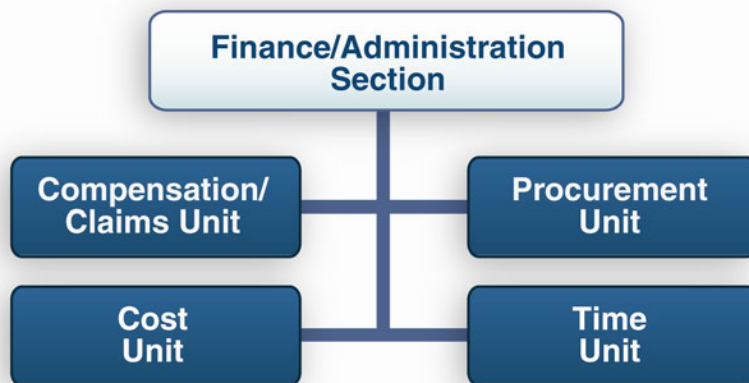 Finance/Administration
Section
Compensation/
Claims Unit
Procurement
Unit
Cost
Unit
Time
Unit